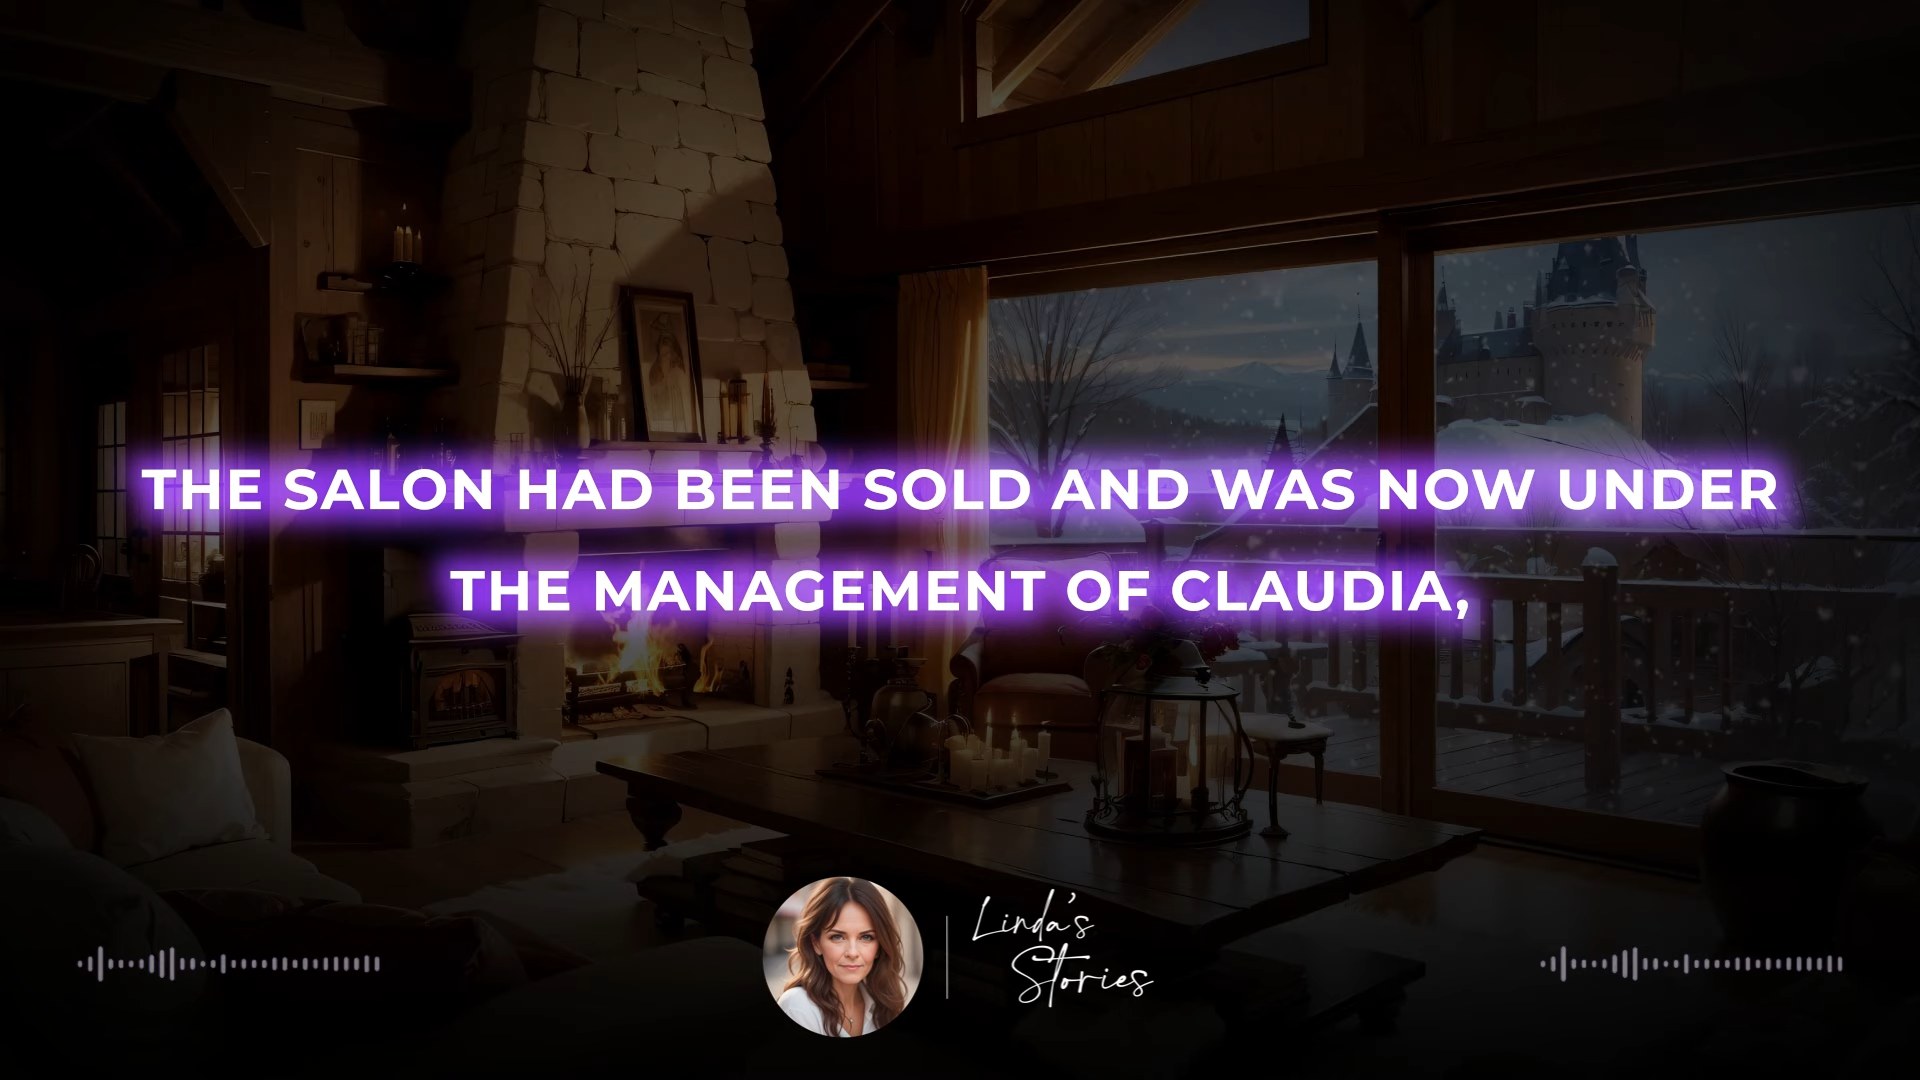 THE SALON HAD BEEN SOLD AND WAS NOW UNDER
THE MANAGEMENT OF CLAUDIA,
Linda's
Stories